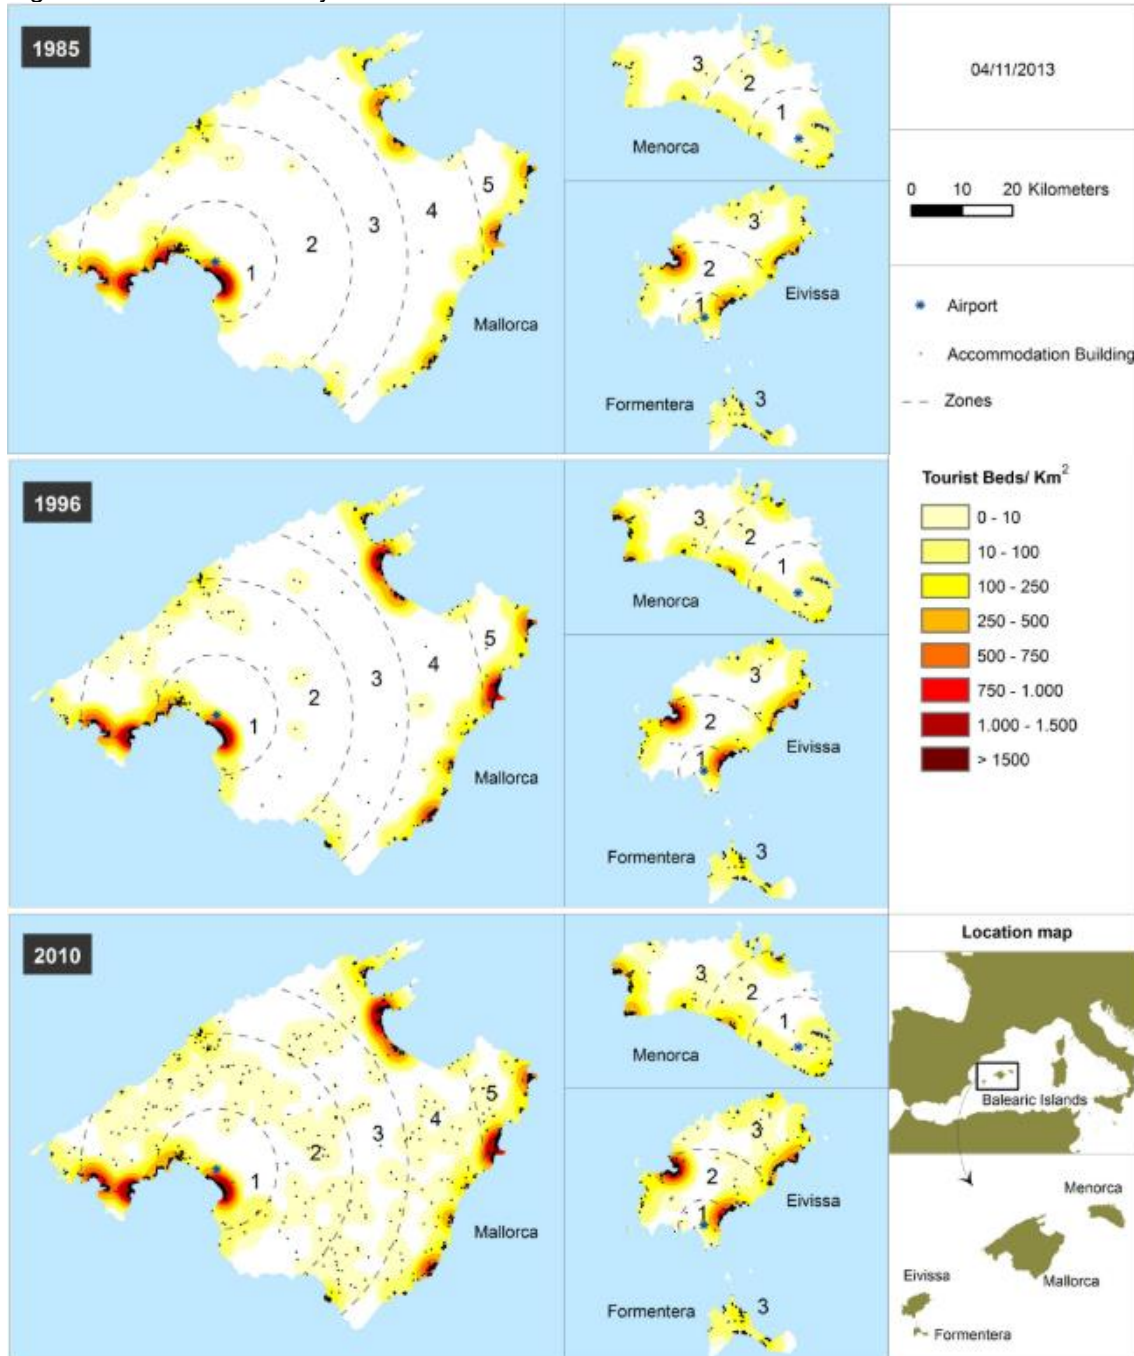 1985
1
2
3
4
5
Mallorca
3
2
1
Menorca
3
2
1
Eivissa
Formentera
3
04/11/2013
0 10 20 Kilometers
Airport
Accommodation Building
Zones
1996
1
2
3
4
5
Mallorca
3
2
1
Menorca
3
2
1
Eivissa
Formentera
3
Tourist Beds/ Km²
0 - 10
10 - 100
100 - 250
250 - 500
500 - 750
750 - 1.000
1.000 - 1.500
> 1500
2010
1
2
3
4
5
Mallorca
3
2
1
Menorca
3
2
1
Eivissa
Formentera
3
Location map
Balearic Islands
Menorca
Mallorca
Eivissa
Formentera